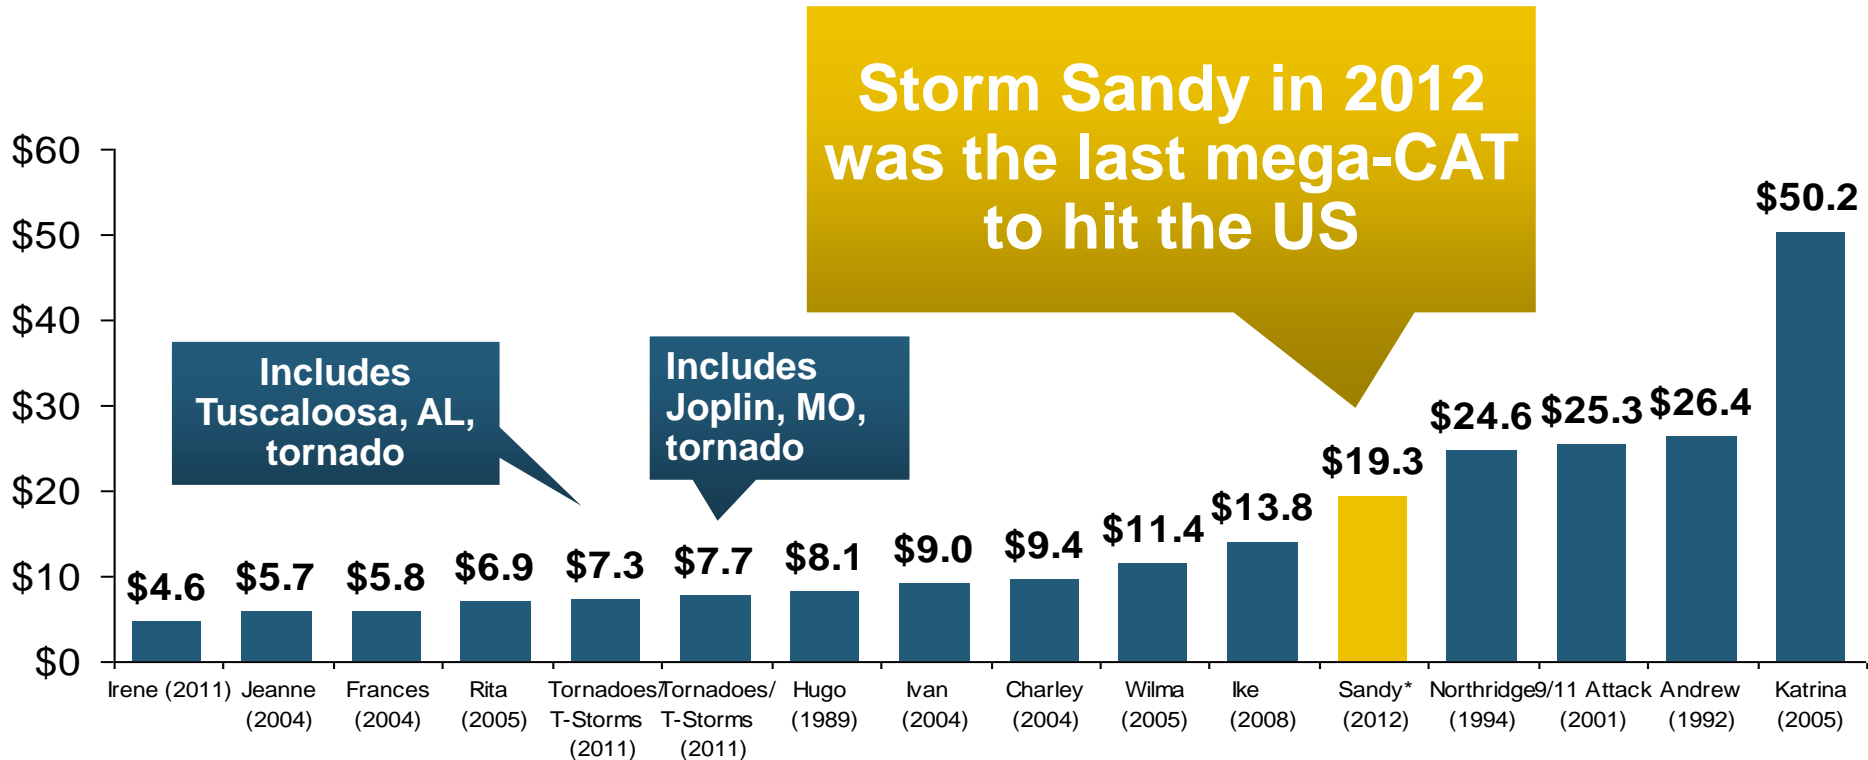 Storm Sandy in 2012
was the last mega-CAT
to hit the US
$60
$50
$40
$30
$20
$10
$0
Includes
Tuscaloosa, AL,
tornado
Includes
Joplin, MO,
tornado
$4.6
$5.7
$5.8
$6.9
$7.3
$7.7
$8.1
$9.0
$9.4
$11.4
$13.8
$19.3
$24.6
$25.3
$26.4
$50.2
Irene (2011)
Jeanne
(2004)
Frances
(2004)
Rita
(2005)
Tornadoes/
T-Storms
(2011)
Tornadoes/
T-Storms
(2011)
Hugo
(1989)
Ivan
(2004)
Charley
(2004)
Wilma
(2005)
Ike
(2008)
Sandy*
(2012)
Northridge
(1994)
9/11 Attack
(2001)
Andrew
(1992)
Katrina
(2005)